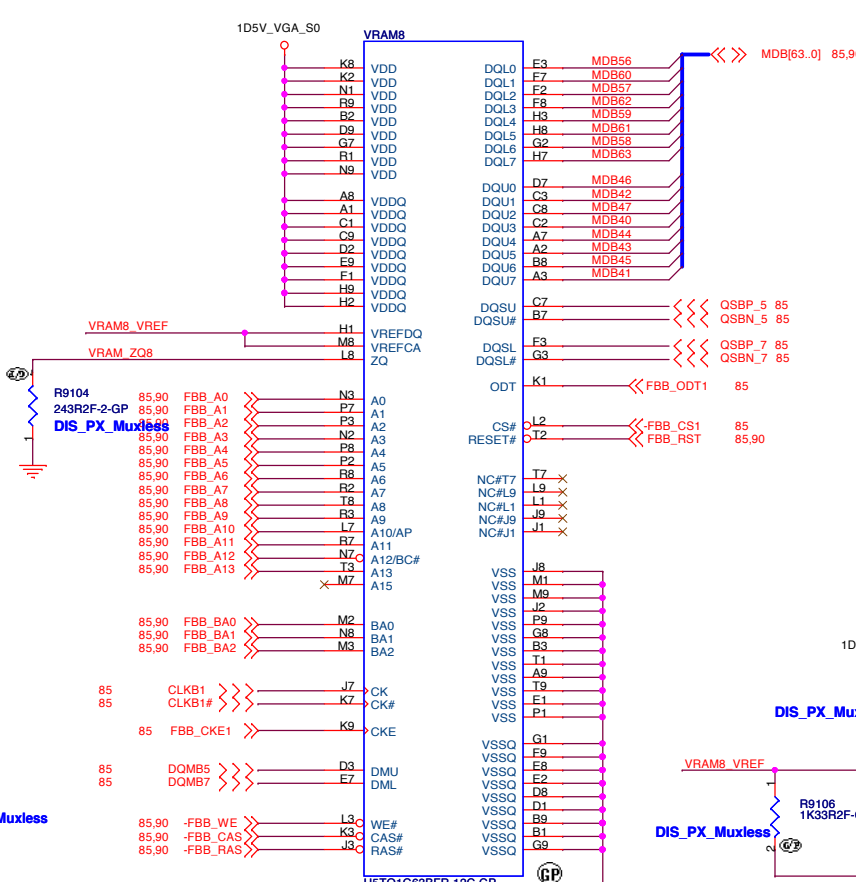 1D5V_VGA_S0
VRAM8
K8 VDD DQL0 E3 MDB56 MDB[63..0] 85,90
K2 VDD DQL1 F7 MDB60
N1 VDD DQL2 F2 MDB57
R9 VDD DQL3 F8 MDB62
B2 VDD DQL4 H3 MDB59
D9 VDD DQL5 H8 MDB61
G7 VDD DQL6 G2 MDB58
R1 VDD DQL7 H7 MDB63
N9 VDD
DQU0 D7 MDB46
A8 VDDQ DQU1 C3 MDB42
A1 VDDQ DQU2 C8 MDB47
C1 VDDQ DQU3 C2 MDB40
C9 VDDQ DQU4 A7 MDB44
D2 VDDQ DQU5 A2 MDB43
E9 VDDQ DQU6 B8 MDB45
F1 VDDQ DQU7 A3 MDB41
H9 VDDQ
H2 VDDQ DQSU C7 QSBP_5 85
DQSU# B7 QSBN_5 85
VRAM8_VREF H1 VREFDQ
M8 VREFCA DQSL F3 QSBP_7 85
VRAM_ZQ8 L8 ZQ DQSL# G3 QSBN_7 85
ODT K1 FBB_ODT1 85
R9104
243R2F-2-GP
DIS_PX_Muxless
1
85,90 FBB_A0 N3 A0
85,90 FBB_A1 P7 A1
85,90 FBB_A2 P3 A2 CS# L2 -FBB_CS1 85
85,90 FBB_A3 N2 A3 RESET# T2 FBB_RST 85,90
85,90 FBB_A4 P8 A4
85,90 FBB_A5 P2 A5
85,90 FBB_A6 R8 A6 NC#T7 T7
85,90 FBB_A7 R2 A7 NC#L9 L9
85,90 FBB_A8 T8 A8 NC#L1 L1
85,90 FBB_A9 R3 A9 NC#J9 J9
85,90 FBB_A10 L7 A10/AP NC#J1 J1
85,90 FBB_A11 R7 A11
85,90 FBB_A12 N7 A12/BC#
85,90 FBB_A13 T3 A13 VSS J8
M7 A15 VSS M1
VSS M9
VSS J2
85,90 FBB_BA0 M2 BA0 VSS P9
85,90 FBB_BA1 N8 BA1 VSS G8
85,90 FBB_BA2 M3 BA2 VSS B3
VSS T1
VSS A9
85 CLKB1 J7 CK VSS T9
85 CLKB1# K7 CK# VSS E1
VSS P1
85 FBB_CKE1 K9 CKE
VSSQ G1
VSSQ F9
85 DQMB5 D3 DMU VSSQ E8
85 DQMB7 E7 DML VSSQ E2
VSSQ D8
VSSQ D1
85,90 -FBB_WE L3 WE# VSSQ B9
85,90 -FBB_CAS K3 CAS# VSSQ B1
85,90 -FBB_RAS J3 RAS# VSSQ G9
GP
Muxless
1D
DIS_PX_Mux
VRAM8_VREF
1
R9106
1K33R2F-
DIS_PX_Muxless
2